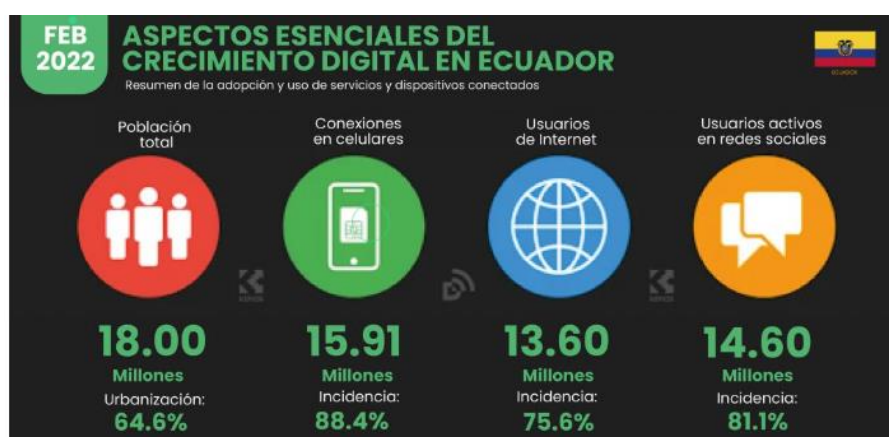 FEB
2022
ASPECTOS ESENCIALES DEL
CRECIMIENTO DIGITAL EN ECUADOR
Resumen de la adopción y uso de servicios y dispositivos conectados
ECUADOR
Población
total
Conexiones
en celulares
Usuarios
de Internet
Usuarios activos
en redes sociales
18.00
Millones
Urbanización:
64.6%
15.91
Millones
Incidencia:
88.4%
13.60
Millones
Incidencia:
75.6%
14.60
Millones
Incidencia:
81.1%